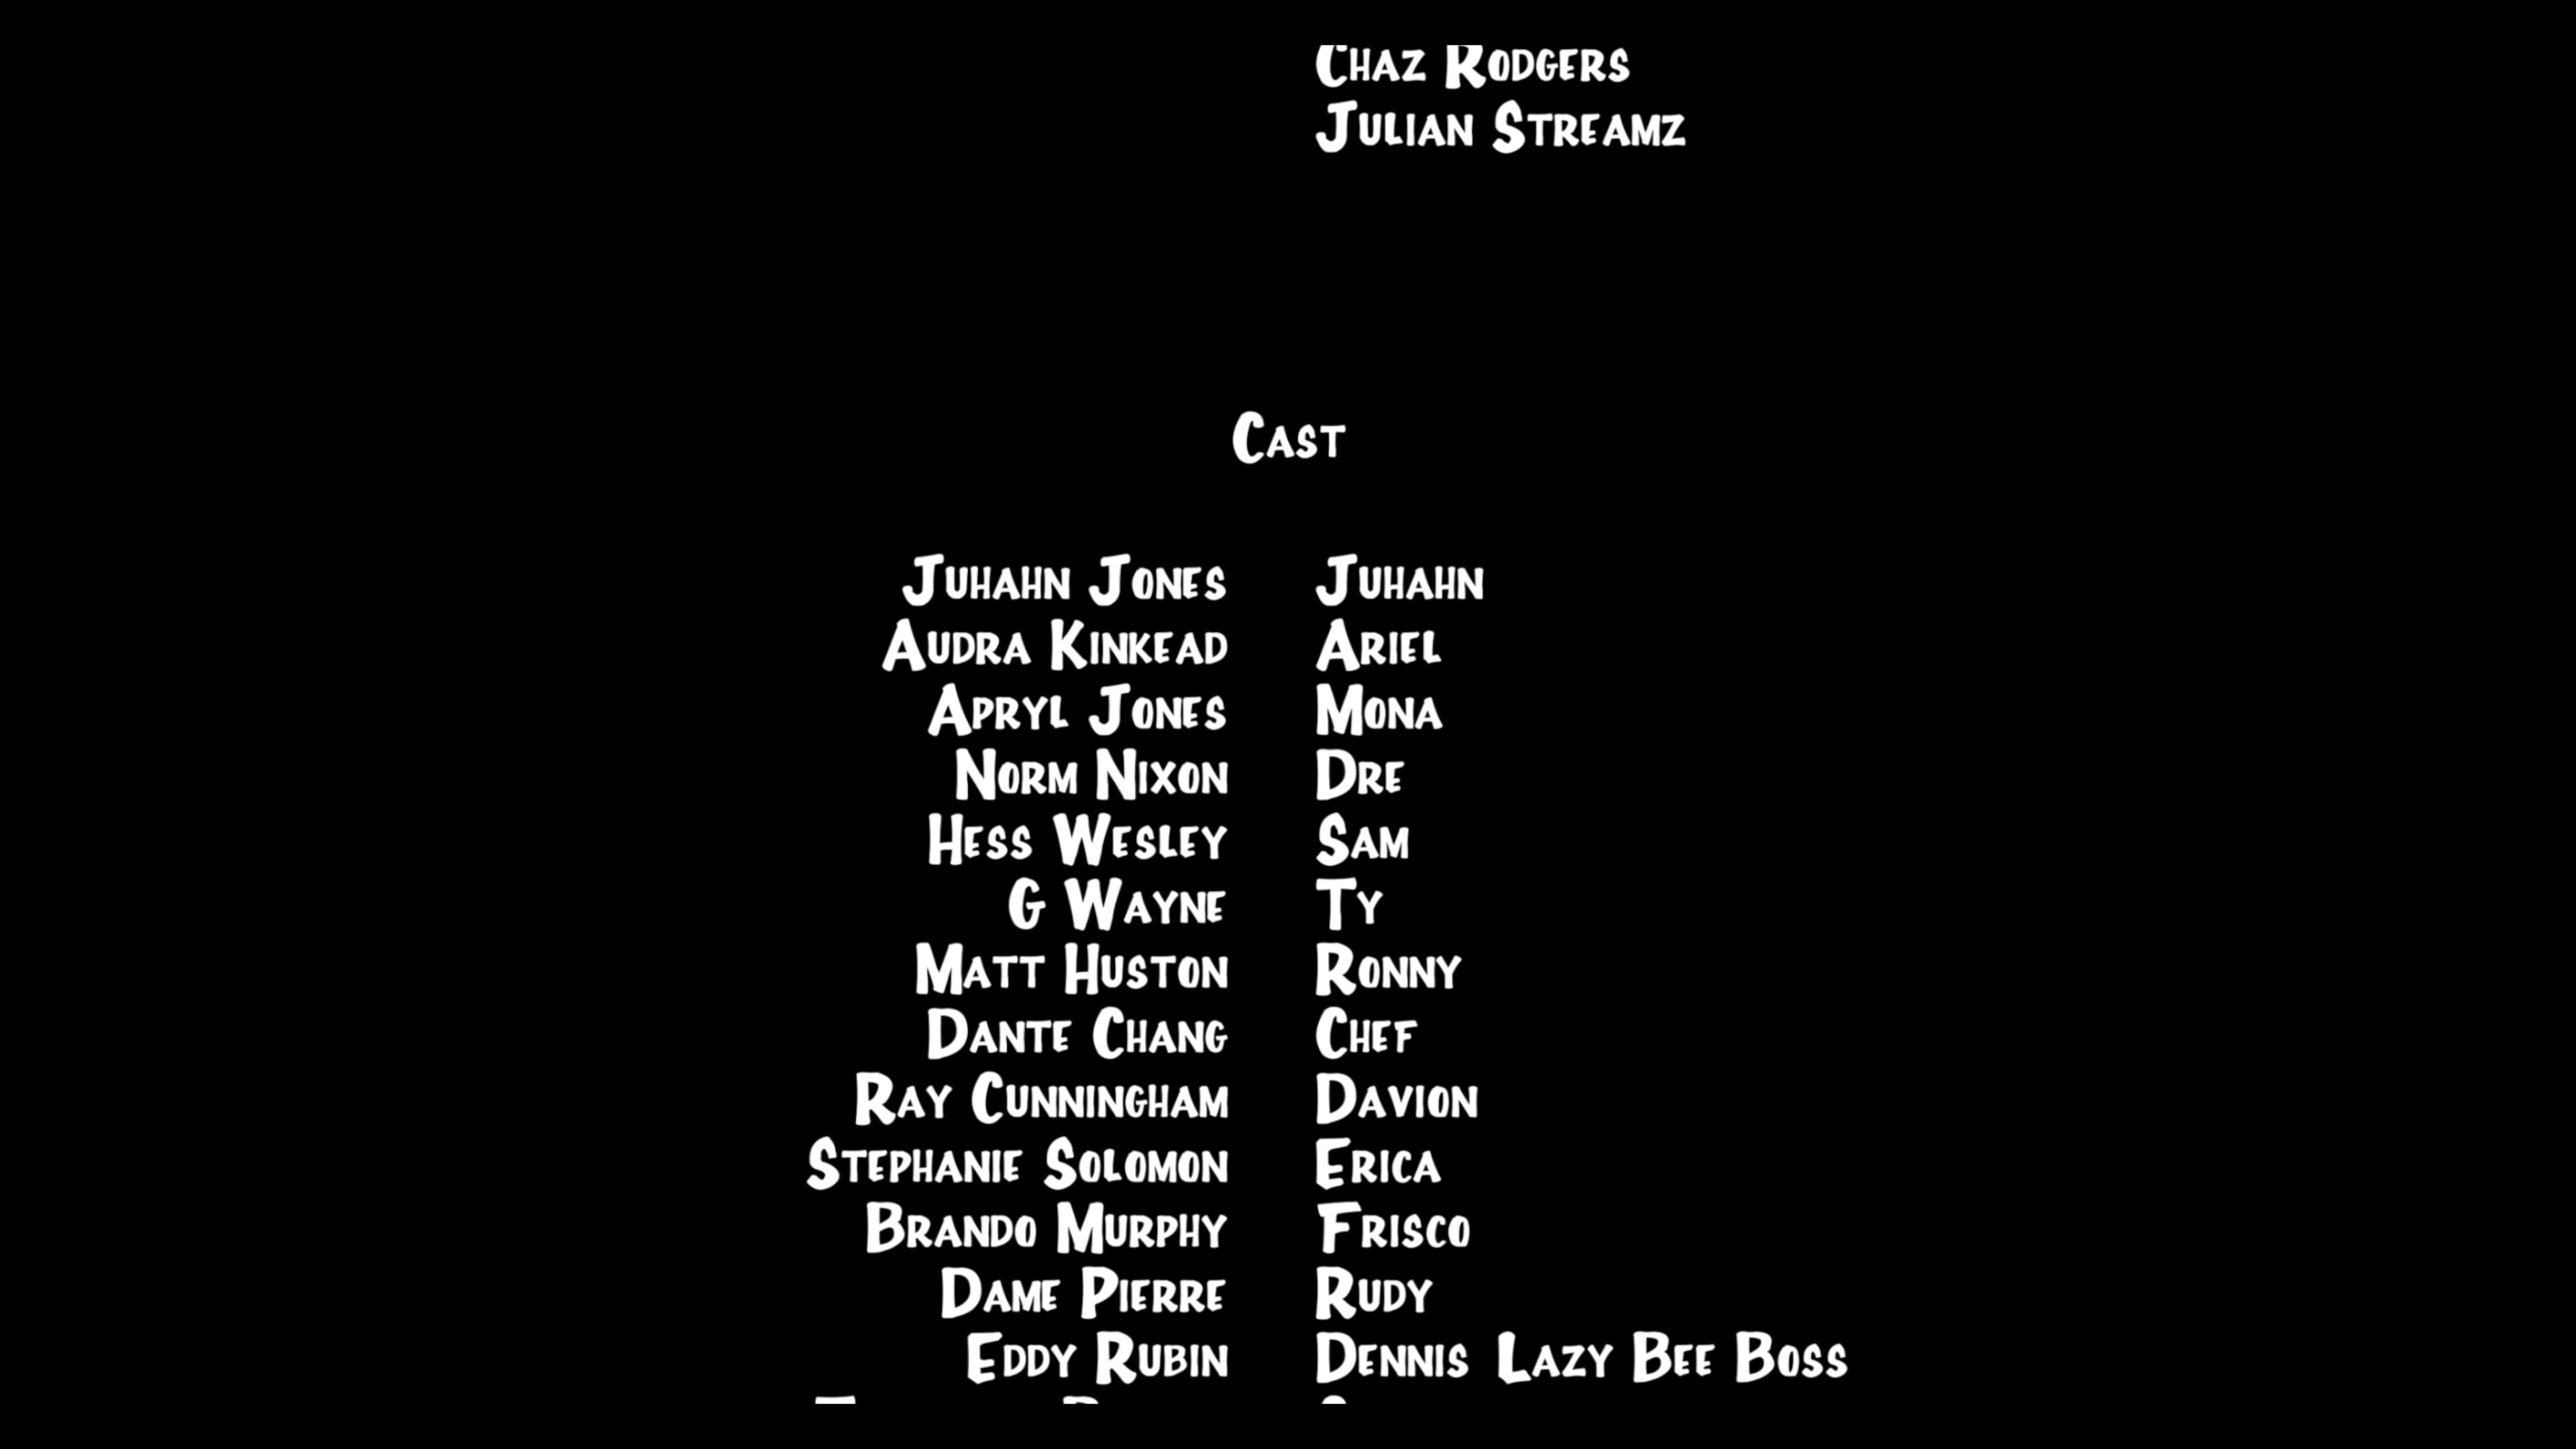 Chaz Rodgers
Julian Streamz
Cast
Juhahn Jones Juhahn
Audra Kinkead Ariel
Apryl Jones Mona
Norm Nixon Dre
Hess Wesley Sam
G Wayne Ty
Matt Huston Ronny
Dante Chang Chef
Ray Cunningham Davion
Stephanie Solomon Erica
Brando Murphy Frisco
Dame Pierre Rudy
Eddy Rubin Dennis Lazy Bee Boss